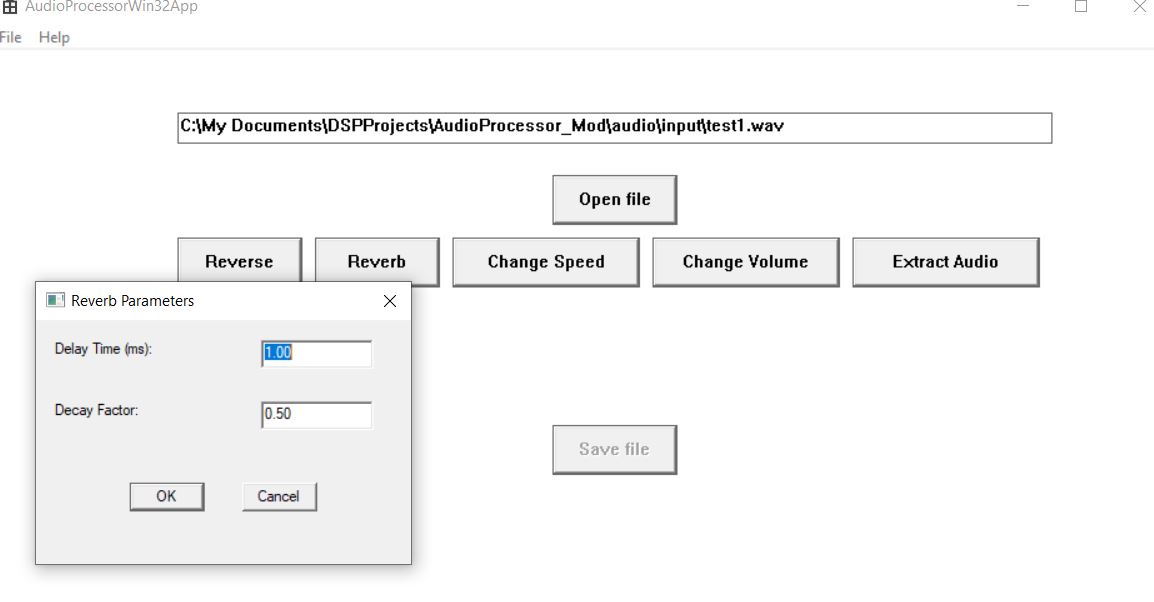 AudioProcessorWin32App
File Help
C:\My Documents\DSPProjects\AudioProcessor_Mod\audio\input\test1.wav
Open file
Reverse Reverb Change Speed Change Volume Extract Audio
Reverb Parameters
Delay Time (ms): 1.00
Decay Factor: 0.50
Save file
OK Cancel